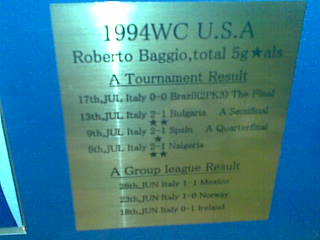 1994WC U.S.A
Roberto Baggio,total 5g★als
A Tournament Result
17th,JUL Italy 0-0 Brazil(2PK3) The Final
13th,JUL Italy 2-1 Bulgaria A Semifinal
★★
9th,JUL Italy 2-1 Spain A Quarterfinal
★
5th,JUL Italy 2-1 Naigeria
★★
A Group league Result
28th,JUN Italy 1-1 Mexico
23th,JUN Italy 1-0 Norway
18th,JUN Italy 0-1 Ireland